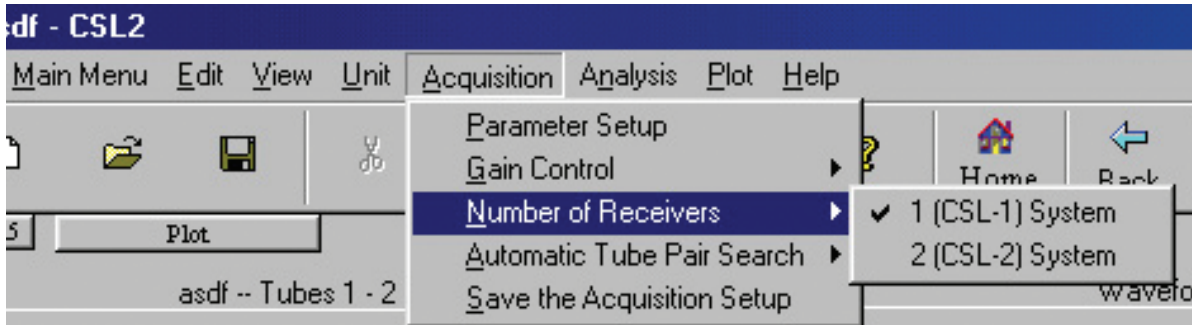 sdf - CSL2
Main Menu Edit View Unit Acquisition Analysis Plot Help
Parameter Setup
Gain Control
Home Back
Number of Receivers
1 (CSL-1) System
5 Plot
Automatic Tube Pair Search
2 (CSL-2) System
asdf -- Tubes 1 - 2
Save the Acquisition Setup
Wavefo